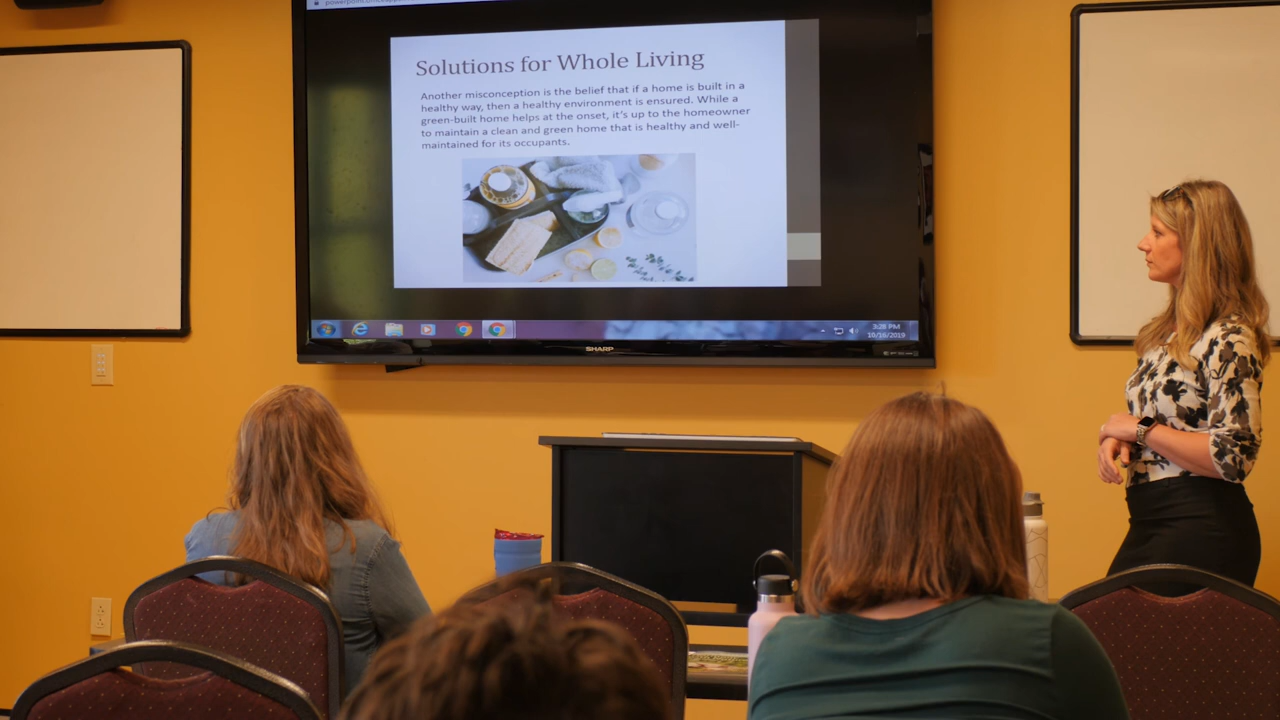 Solutions for Whole Living
Another misconception is the belief that if a home is built in a
healthy way, then a healthy environment is ensured. While a
green-built home helps at the onset, it's up to the homeowner
to maintain a clean and green home that is healthy and well-
maintained for its occupants.
3:28 PM
10/16/2019
SHARP